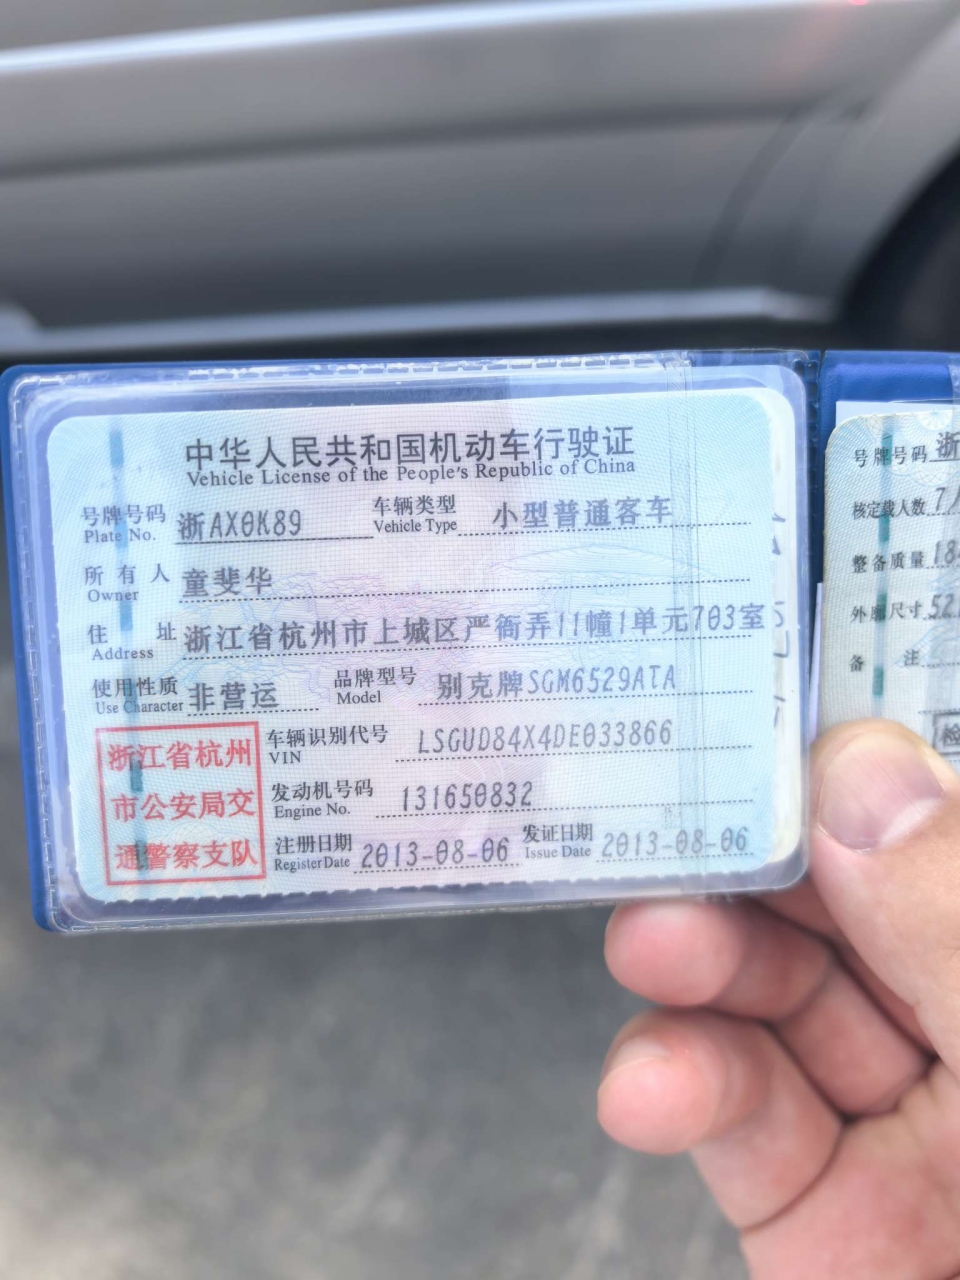 中华人民共和国机动车行驶证
Vehicle License of the People's Republic of China
号牌号码 浙AX0K89 车辆类型 小型普通客车
Plate No. Vehicle Type
所有人 童斐华
Owner
住址 浙江省杭州市上城区严衙弄11幢1单元703室
Address
使用性质 非营运 品牌型号 别克牌SGM6529ATA
Use Character Model
浙江省杭州
市公安局交
通警察支队
车辆识别代号 LSGUD84X4DE033866
VIN
发动机号码 131650832
Engine No.
注册日期 2013-08-06 发证日期 2013-08-06
Register Date Issue Date
号牌号码 浙
核定载人数 7人
整备质量 18
外廓尺寸 52
备注
检